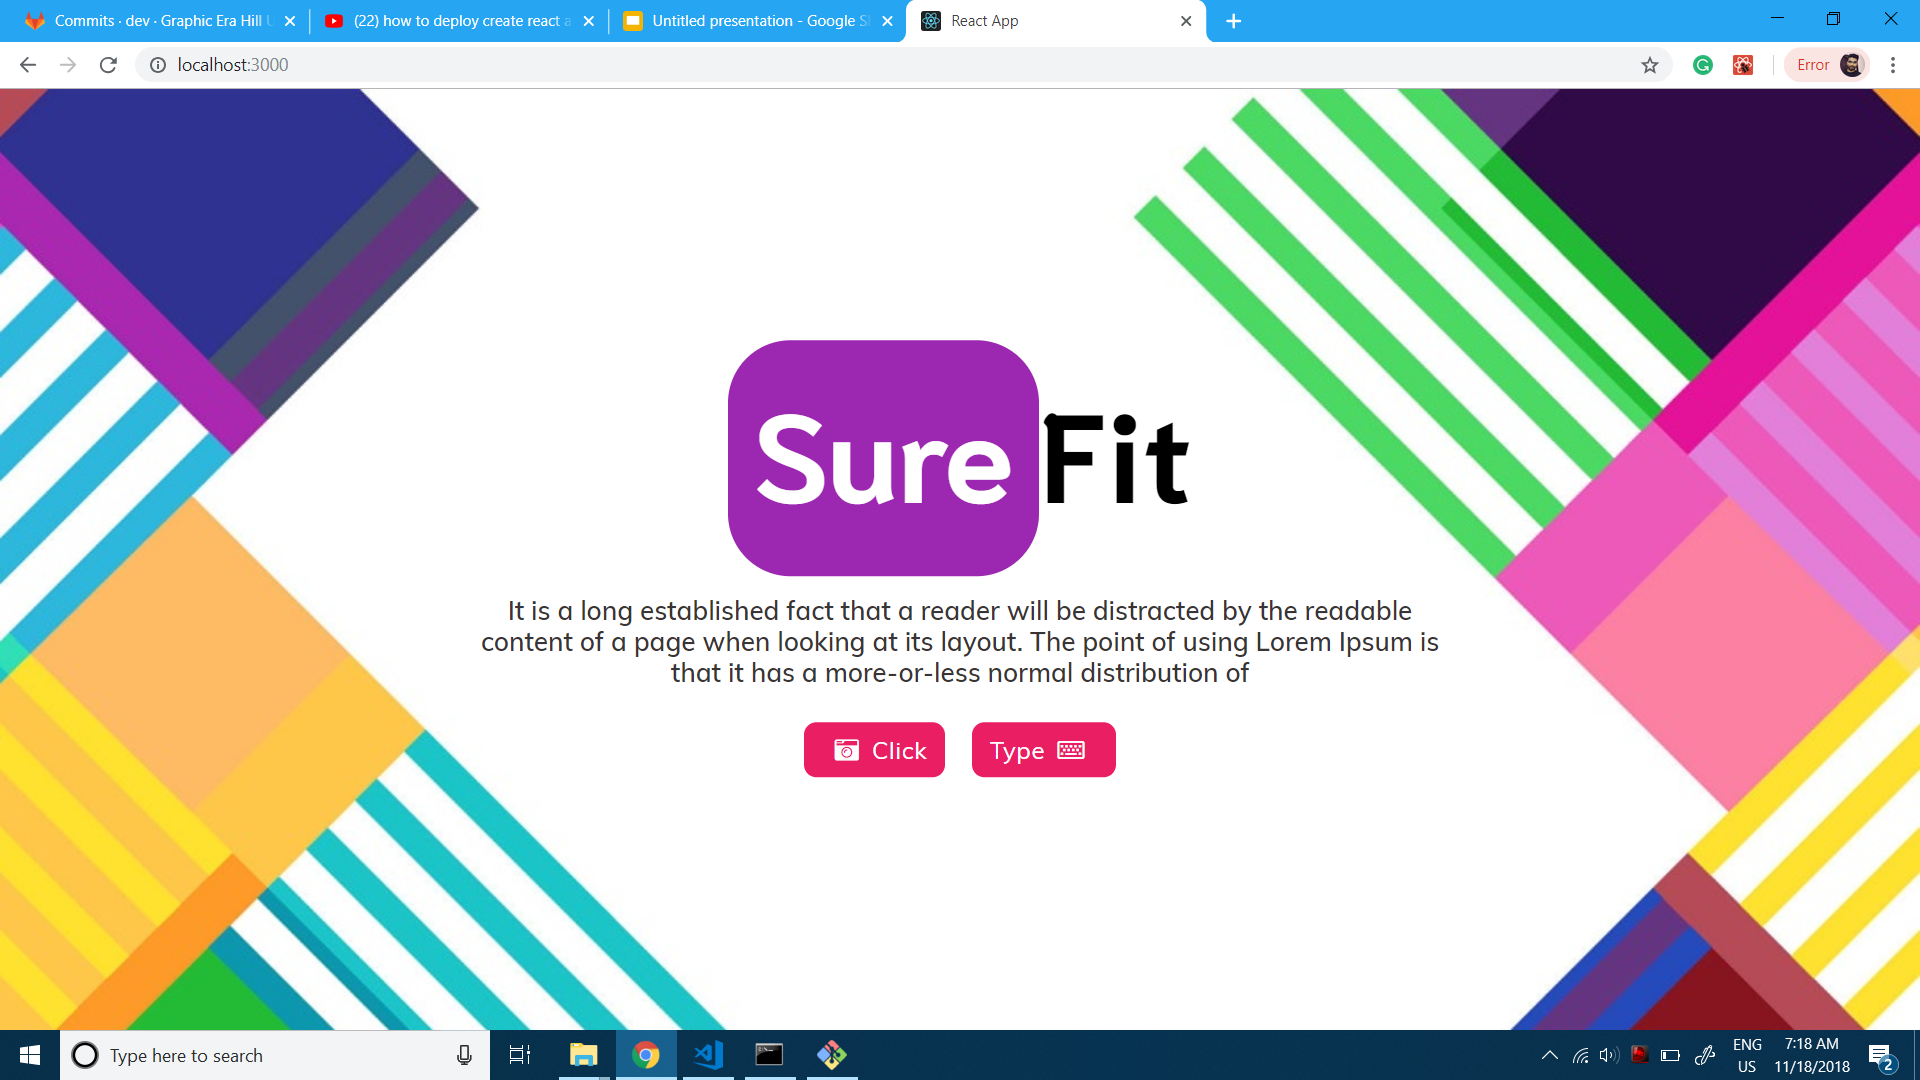 Commits · dev · Graphic Era Hill U
(22) how to deploy create react a
Untitled presentation - Google Sl
React App
localhost:3000
Error
Sure Fit
It is a long established fact that a reader will be distracted by the readable
content of a page when looking at its layout. The point of using Lorem Ipsum is
that it has a more-or-less normal distribution of
Click
Type
Type here to search
ENG
US
7:18 AM
11/18/2018
2